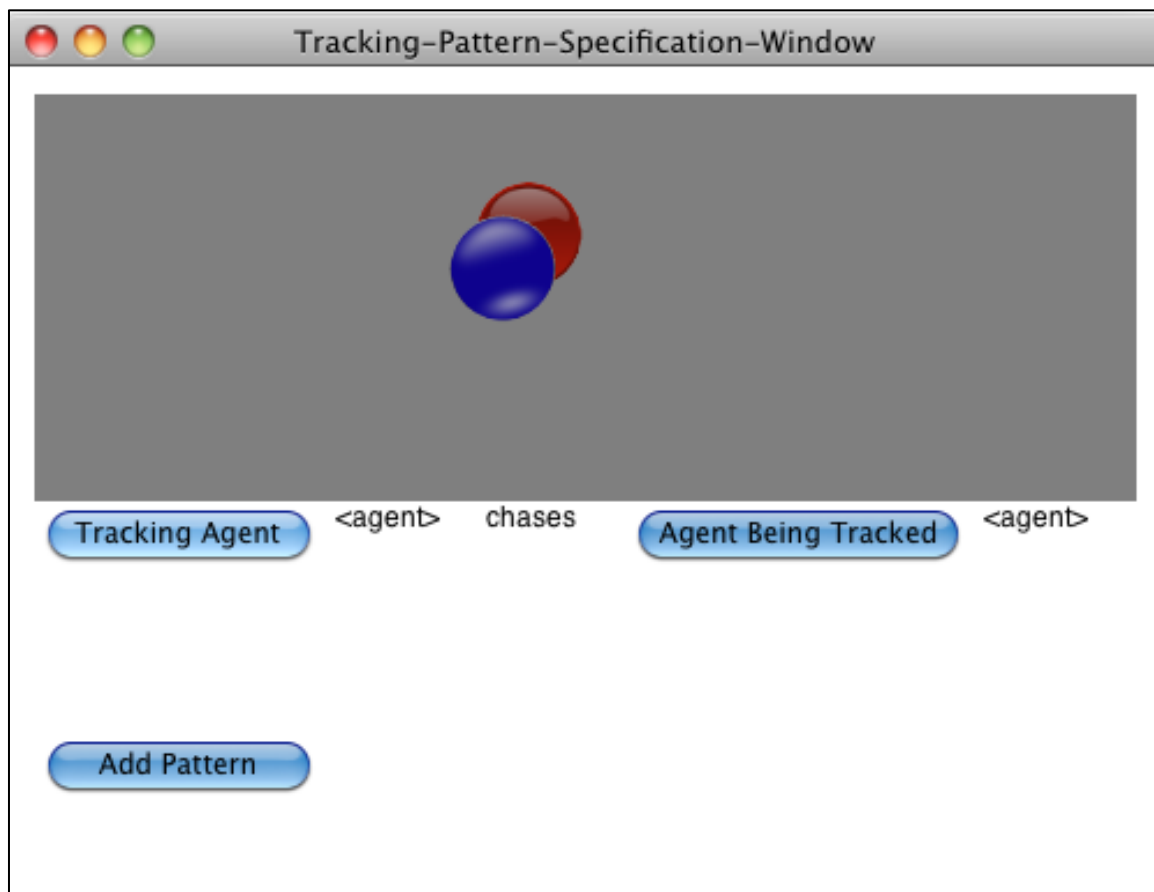 Tracking-Pattern-Specification-Window
Tracking Agent <agent> chases Agent Being Tracked <agent>
Add Pattern